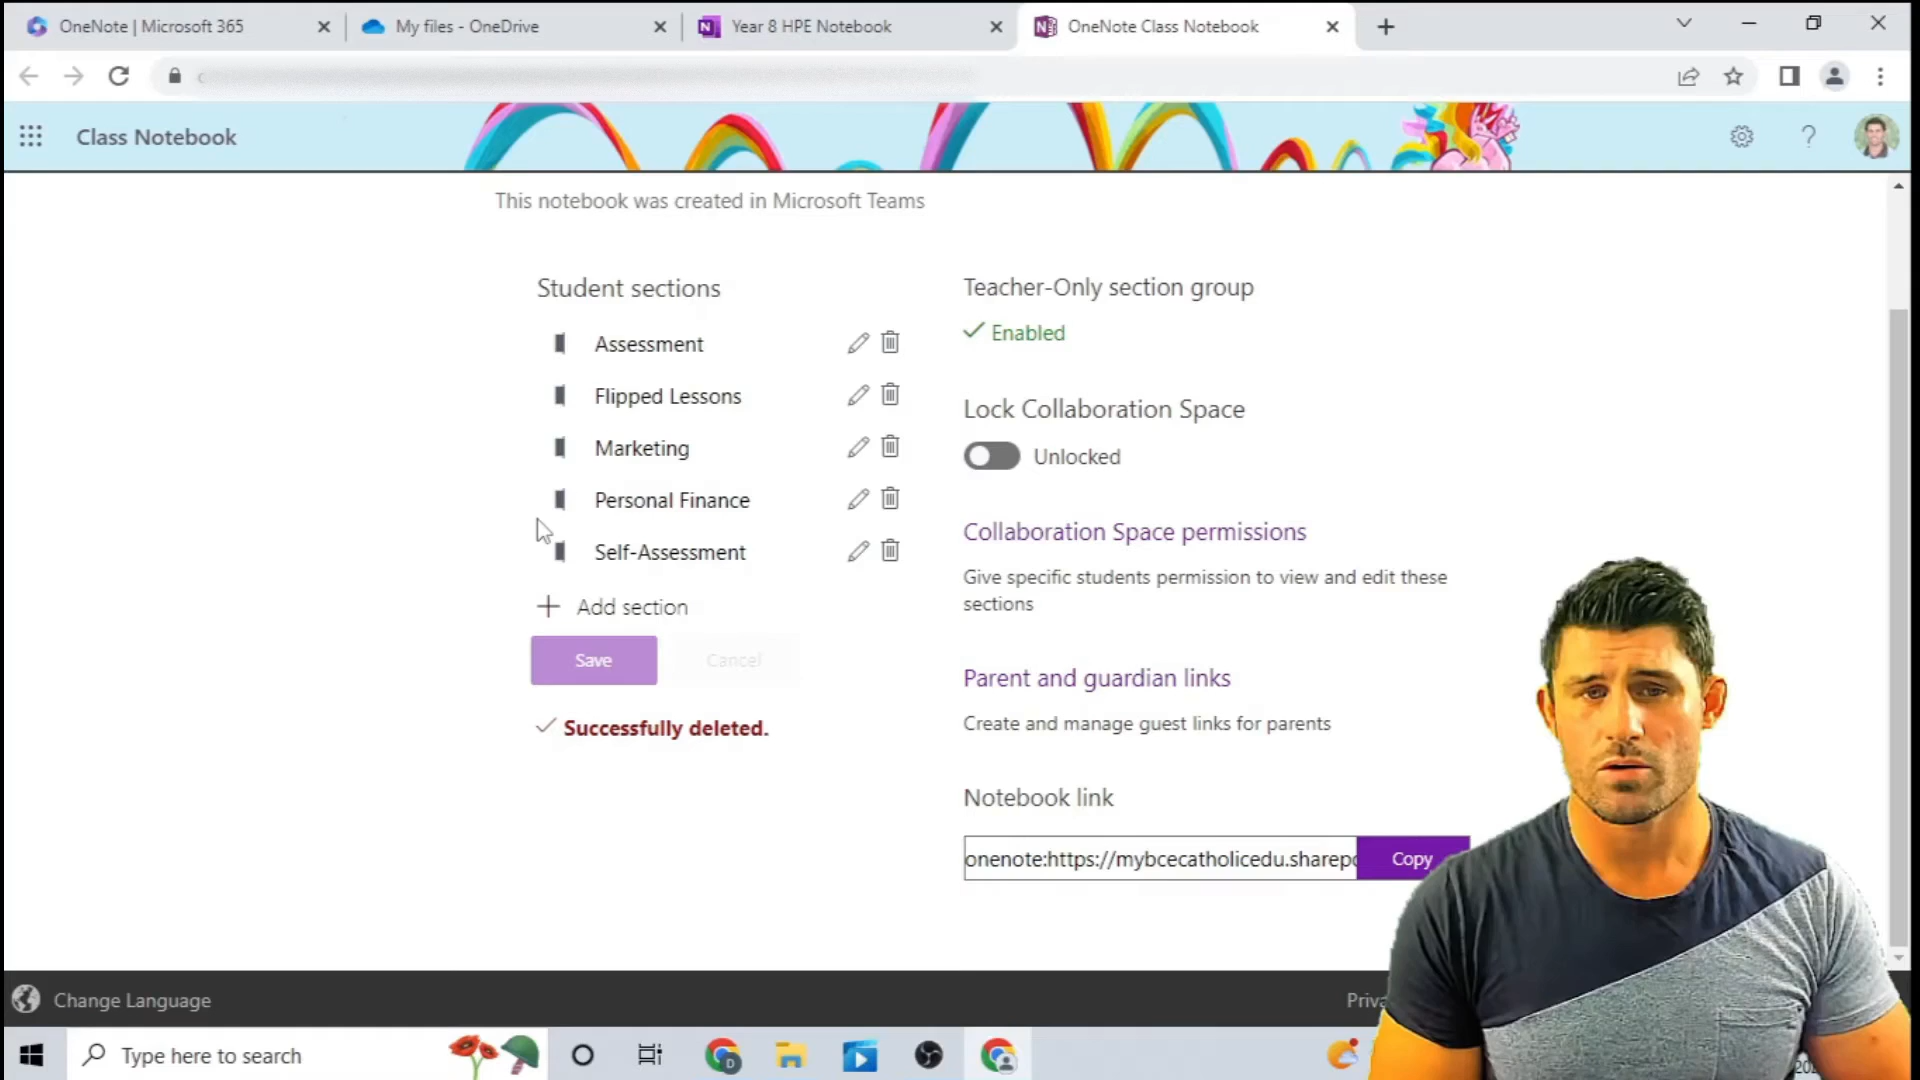 OneNote | Microsoft 365
My files - OneDrive
Year 8 HPE Notebook
OneNote Class Notebook
Class Notebook
This notebook was created in Microsoft Teams
Student sections
Assessment
Flipped Lessons
Marketing
Personal Finance
Self-Assessment
Add section
Save Cancel
Successfully deleted.
Teacher-Only section group
Enabled
Lock Collaboration Space
Unlocked
Collaboration Space permissions
Give specific students permission to view and edit these
sections
Parent and guardian links
Create and manage guest links for parents
Notebook link
onenote:https://mybcecatholicedu.sharep
Copy
Change Language
Type here to search